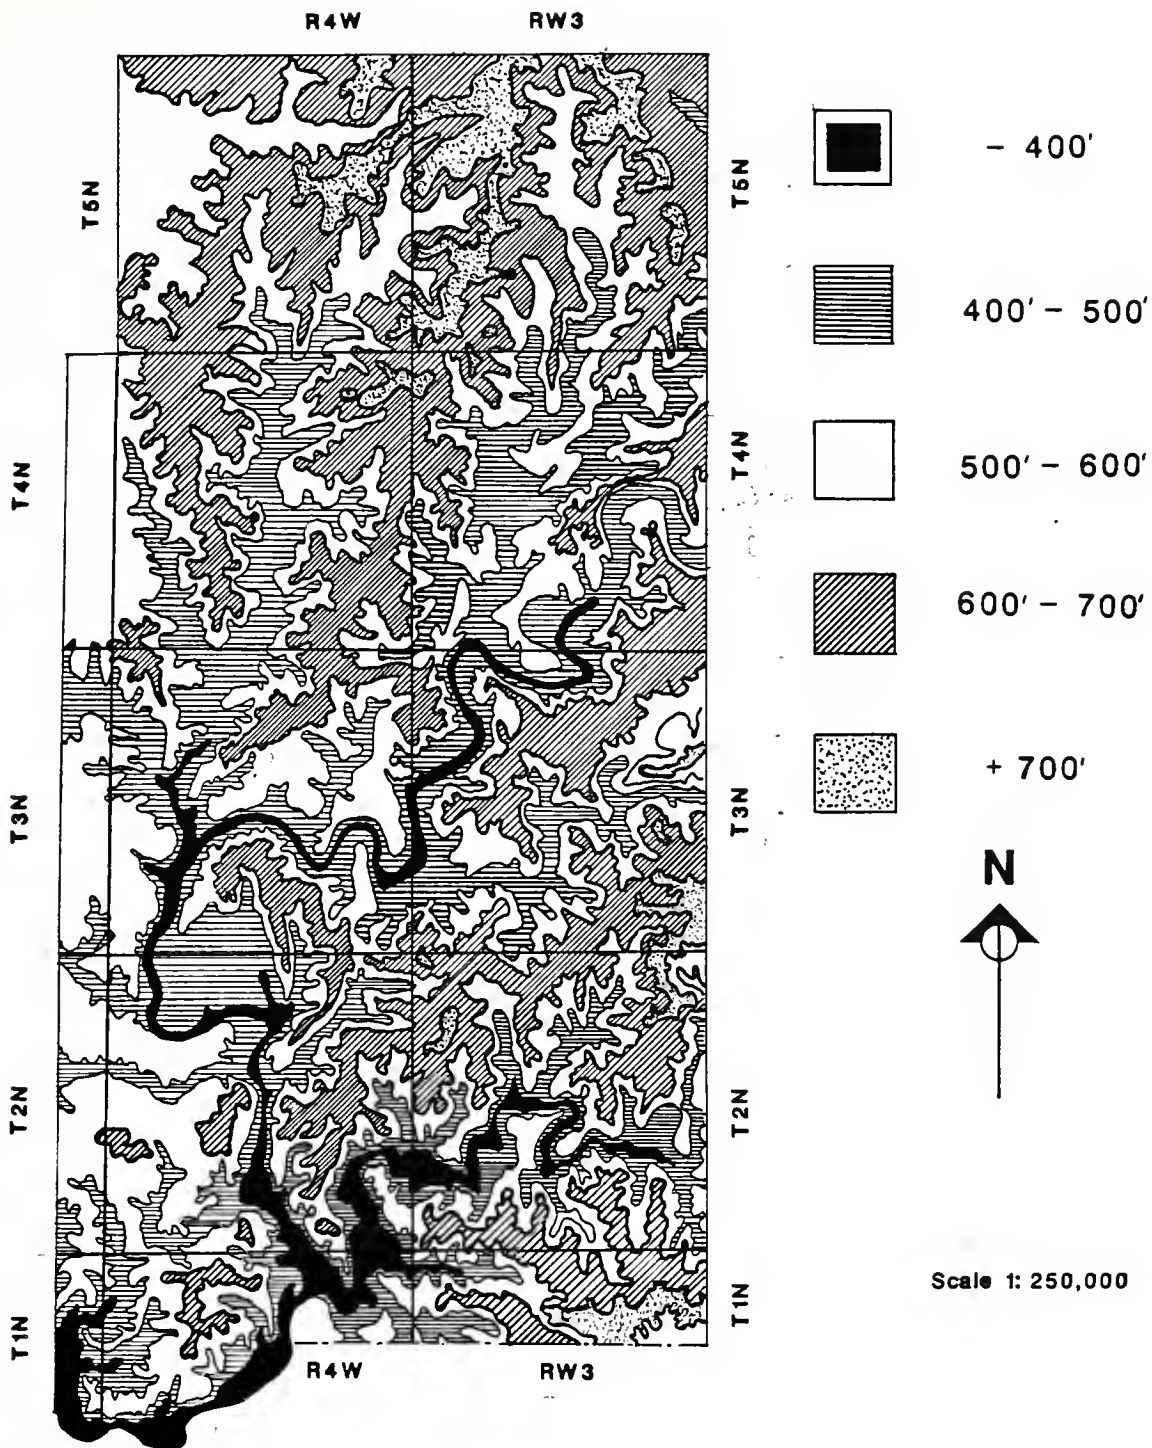 R4W RW3
T5N T5N
T4N T4N
T3N T3N
T2N T2N
T1N T1N
R4W RW3
- 400'
400' - 500'
500' - 600'
600' - 700'
+ 700'
N
Scale 1: 250,000